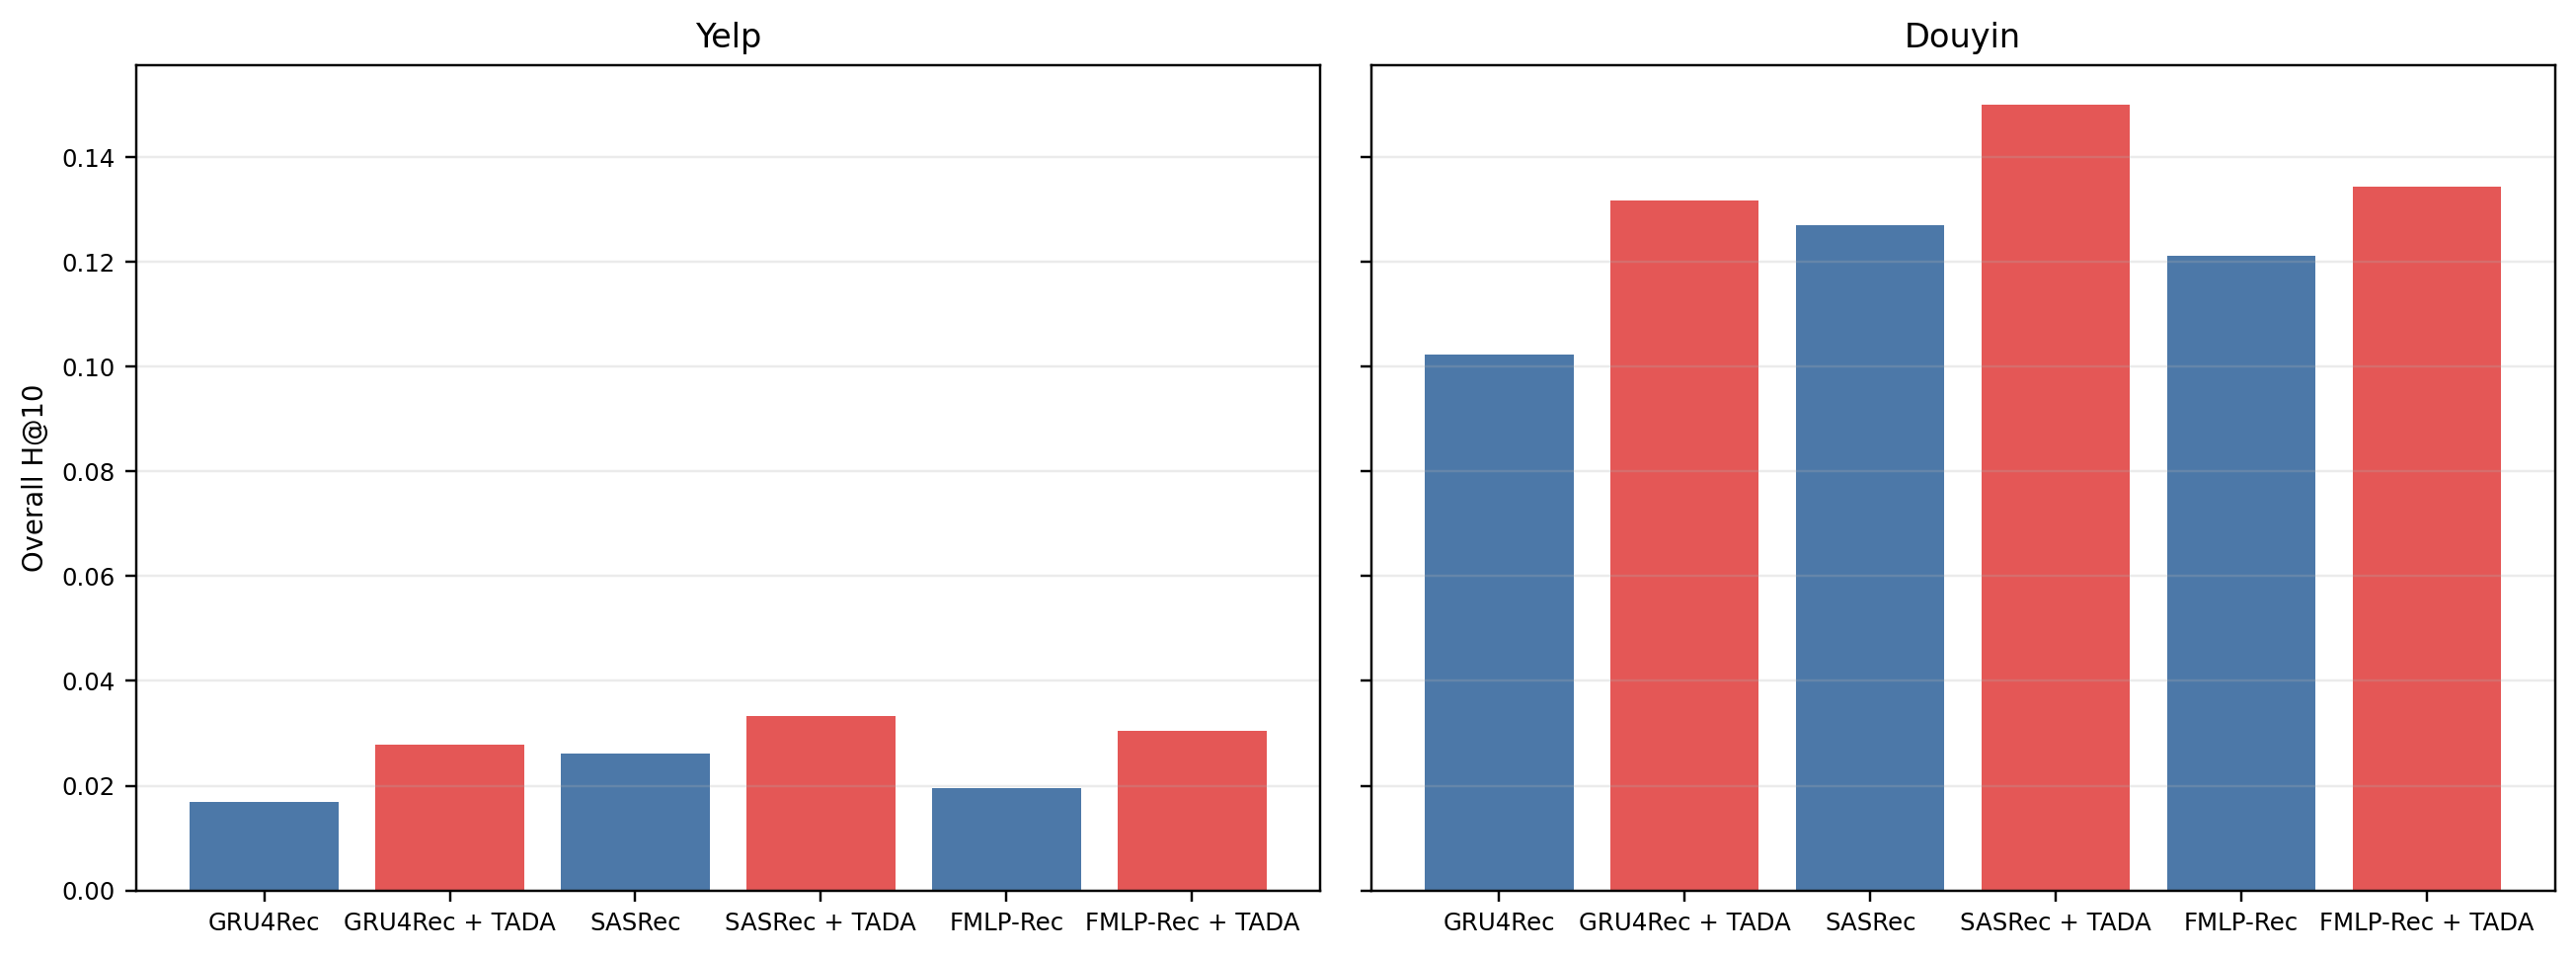 Yelp
Douyin
Overall H@10
0.14
0.12
0.10
0.08
0.06
0.04
0.02
0.00
GRU4Rec GRU4Rec + TADA SASRec SASRec + TADA FMLP-Rec FMLP-Rec + TADA
GRU4Rec GRU4Rec + TADA SASRec SASRec + TADA FMLP-Rec FMLP-Rec + TADA